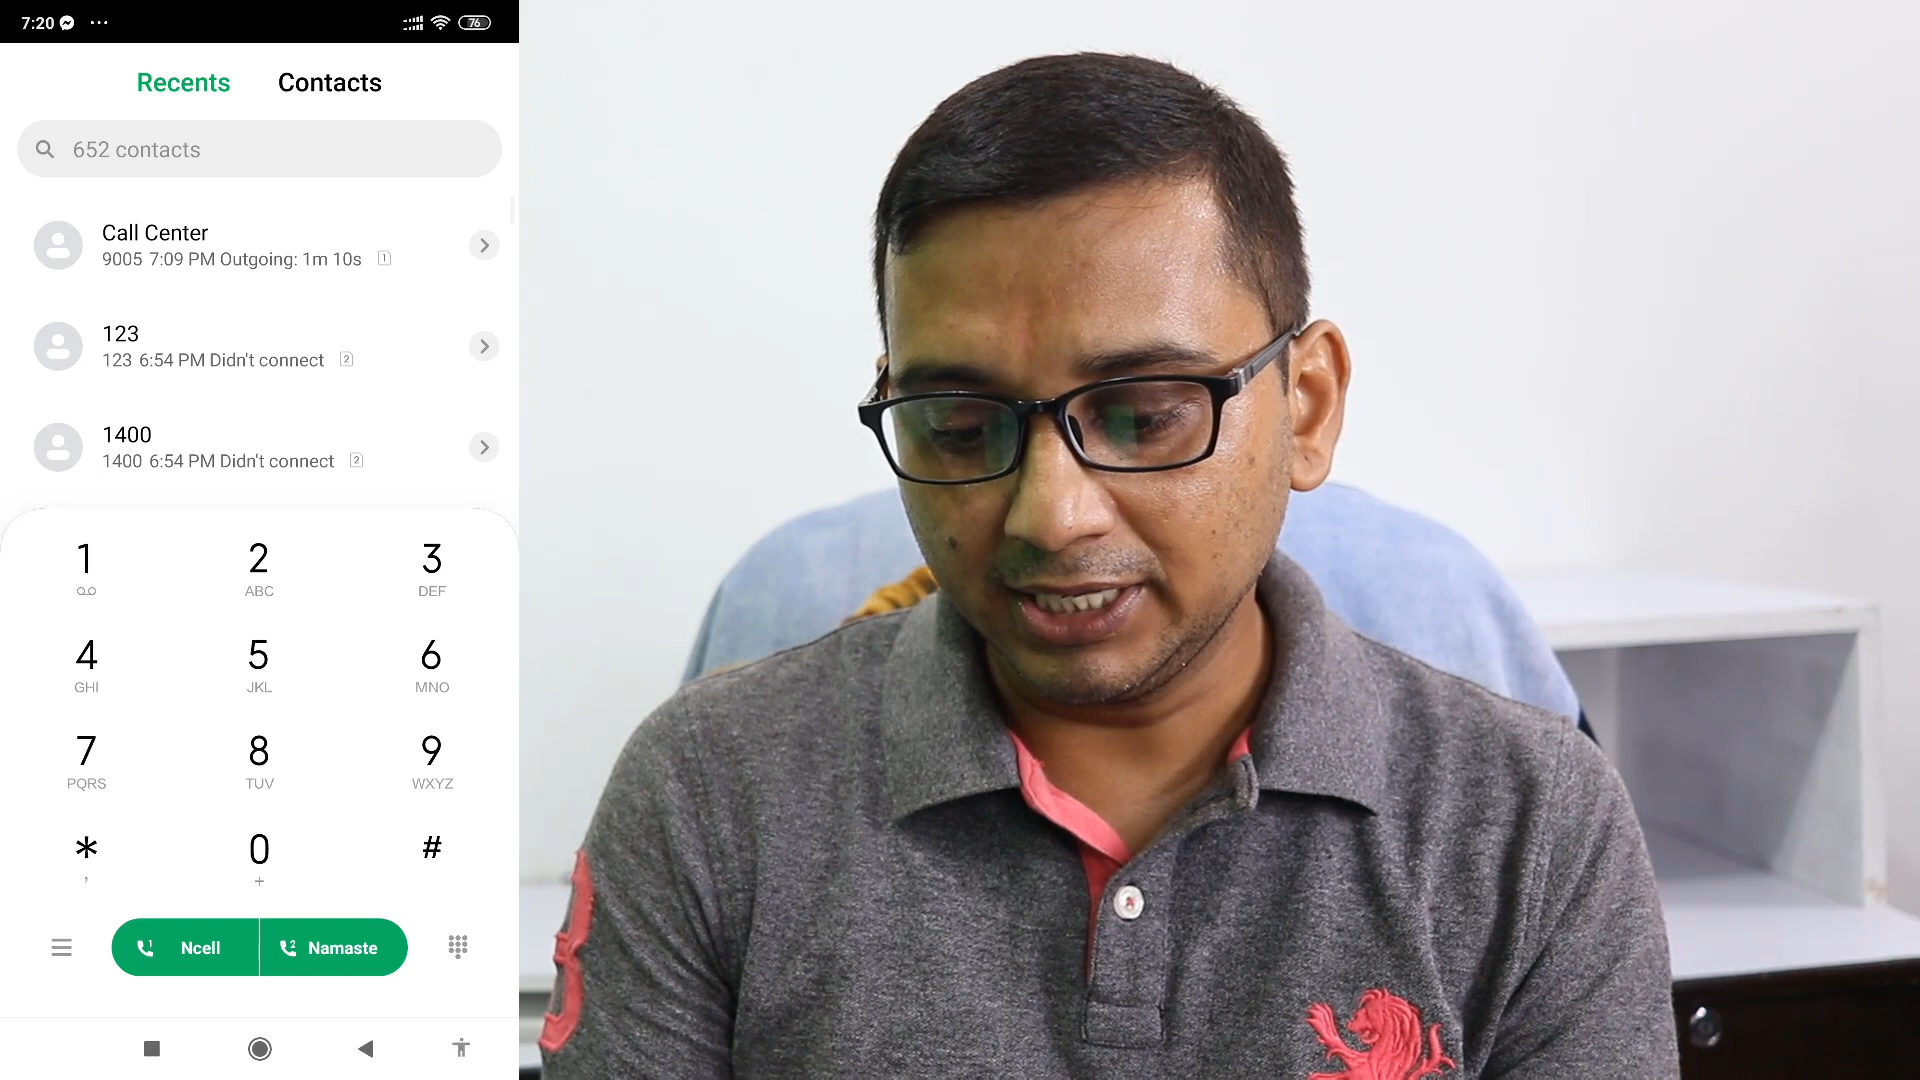 7:20
76
Recents Contacts
652 contacts
Call Center
9005 7:09 PM Outgoing: 1m 10s 1
123
123 6:54 PM Didn't connect 2
1400
1400 6:54 PM Didn't connect 2
1 2 3
ABC DEF
4 5 6
GHI JKL MNO
7 8 9
PQRS TUV WXYZ
* 0 #
, +
1 Ncell 2 Namaste